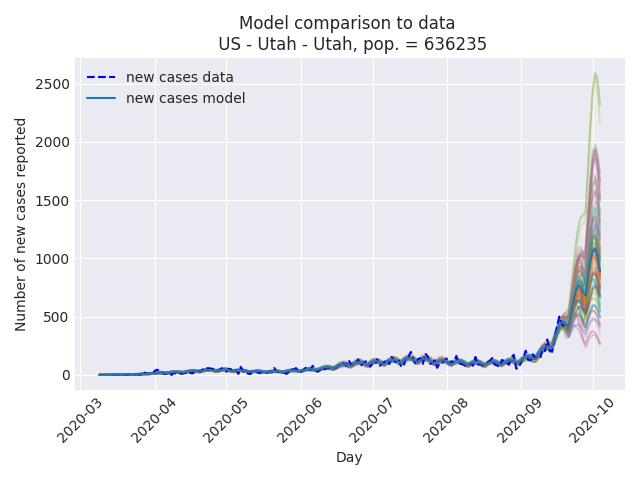 Model comparison to data
US - Utah - Utah, pop. = 636235
new cases data
new cases model
Number of new cases reported
2500
2000
1500
1000
500
0
2020-03
2020-04
2020-05
2020-06
2020-07
2020-08
2020-09
2020-10
Day